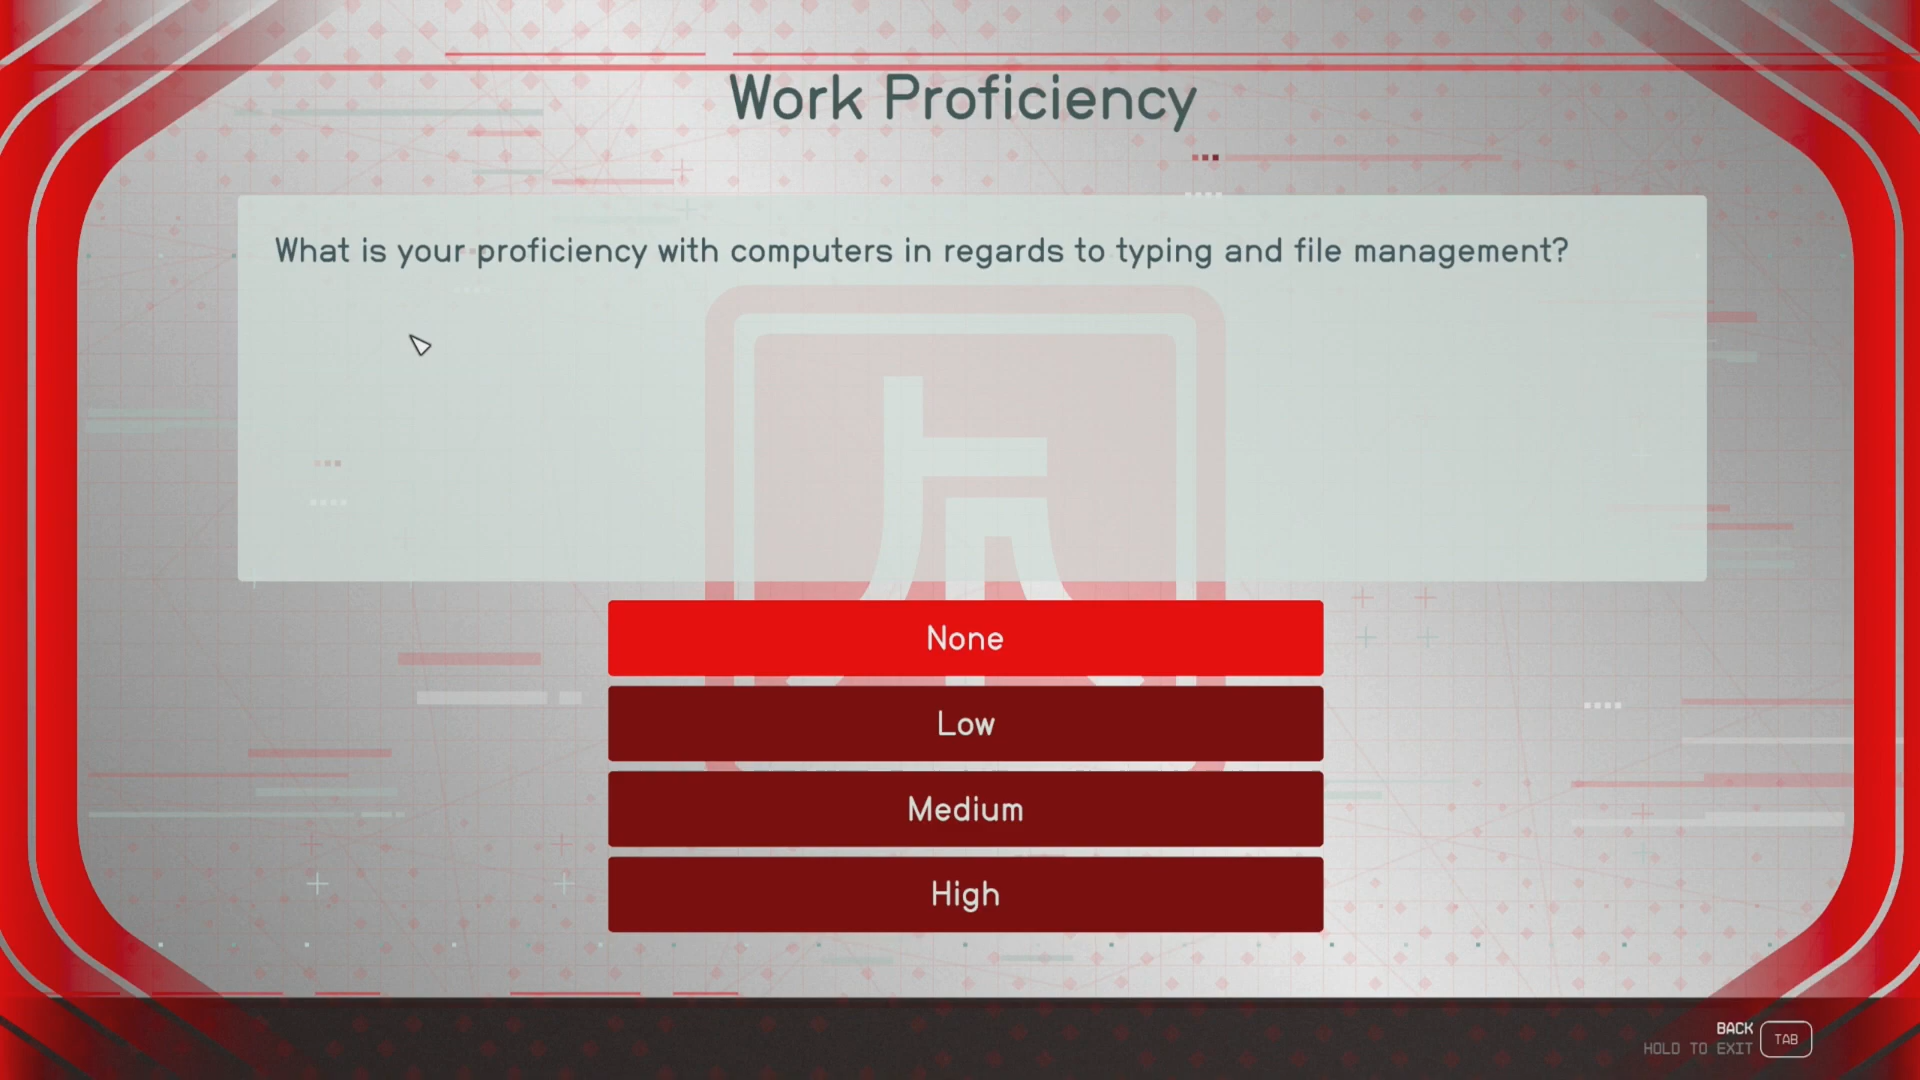 Work Proficiency
What is your proficiency with computers in regards to typing and file management?
None
Low
Medium
High
BACK
HOLD TO EXIT TAB